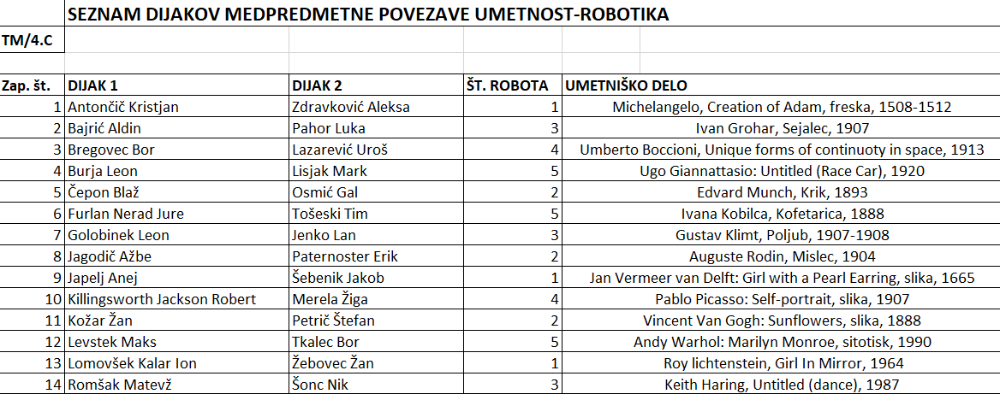 SEZNAM DIJAKOV MEDPREDMETNE POVEZAVE UMETNOST-ROBOTIKA
TM/4.C
Zap. št. DIJAK 1 DIJAK 2 ŠT. ROBOTA UMETNIŠKO DELO
1 Antončič Kristjan Zdravković Aleksa 1 Michelangelo, Creation of Adam, freska, 1508-1512
2 Bajrić Aldin Pahor Luka 3 Ivan Grohar, Sejalec, 1907
3 Bregovec Bor Lazarević Uroš 4 Umberto Boccioni, Unique forms of continuoty in space, 1913
4 Burja Leon Lisjak Mark 5 Ugo Giannattasio: Untitled (Race Car), 1920
5 Čepon Blaž Osmić Gal 2 Edvard Munch, Krik, 1893
6 Furlan Nerad Jure Tošeski Tim 5 Ivana Kobilca, Kofetarica, 1888
7 Golobinek Leon Jenko Lan 3 Gustav Klimt, Poljub, 1907-1908
8 Jagodič Ažbe Paternoster Erik 2 Auguste Rodin, Mislec, 1904
9 Japelj Anej Šebenik Jakob 1 Jan Vermeer van Delft: Girl with a Pearl Earring, slika, 1665
10 Killingsworth Jackson Robert Merela Žiga 4 Pablo Picasso: Self-portrait, slika, 1907
11 Kožar Žan Petrič Štefan 2 Vincent Van Gogh: Sunflowers, slika, 1888
12 Levstek Maks Tkalec Bor 5 Andy Warhol: Marilyn Monroe, sitotisk, 1990
13 Lomovšek Kalar Ion Žebovec Žan 1 Roy lichtenstein, Girl In Mirror, 1964
14 Romšak Matevž Šonc Nik 3 Keith Haring, Untitled (dance), 1987